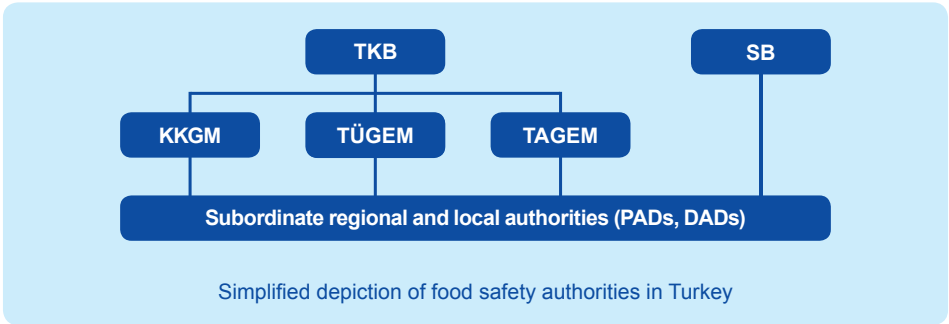 TKB
SB
KKGM
TÜGEM
TAGEM
Subordinate regional and local authorities (PADs, DADs)
Simplified depiction of food safety authorities in Turkey